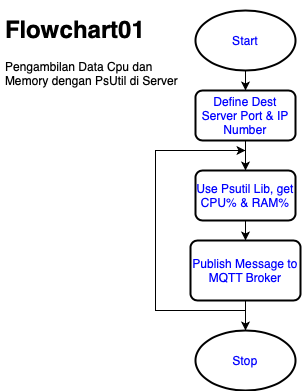 Flowchart01
Pengambilan Data Cpu dan
Memory dengan PsUtil di Server
Start
Define Dest
Server Port & IP
Number
Use Psutil Lib, get
CPU% & RAM%
Publish Message to
MQTT Broker
Stop